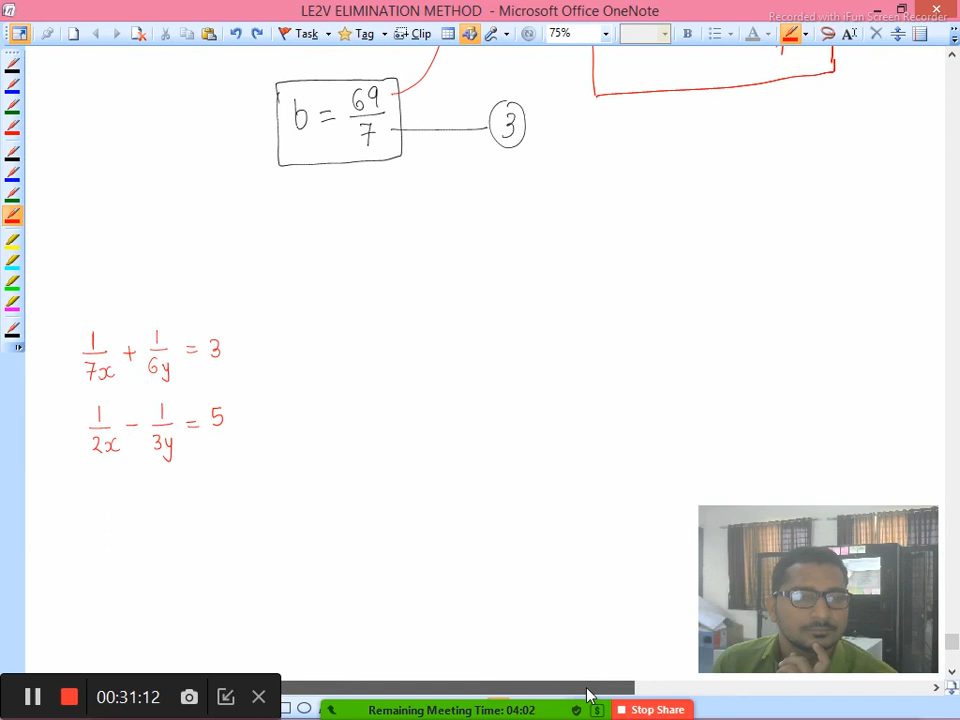 LE2V ELIMINATION METHOD - Microsoft Office OneNote
Recorded with iFun Screen Recorder
Task Tag Clip 75% B A A
b = 69/7 3
1/7x + 1/6y = 3
1/2x - 1/3y = 5
00:31:12
Remaining Meeting Time: 04:02 Stop Share